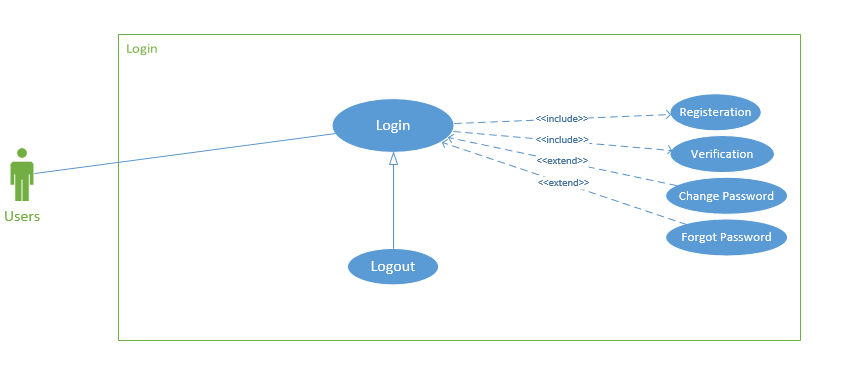 Login
Login
Registeration
<<include>>
<<include>>
Verification
<<extend>>
Change Password
<<extend>>
Users
Forgot Password
Logout